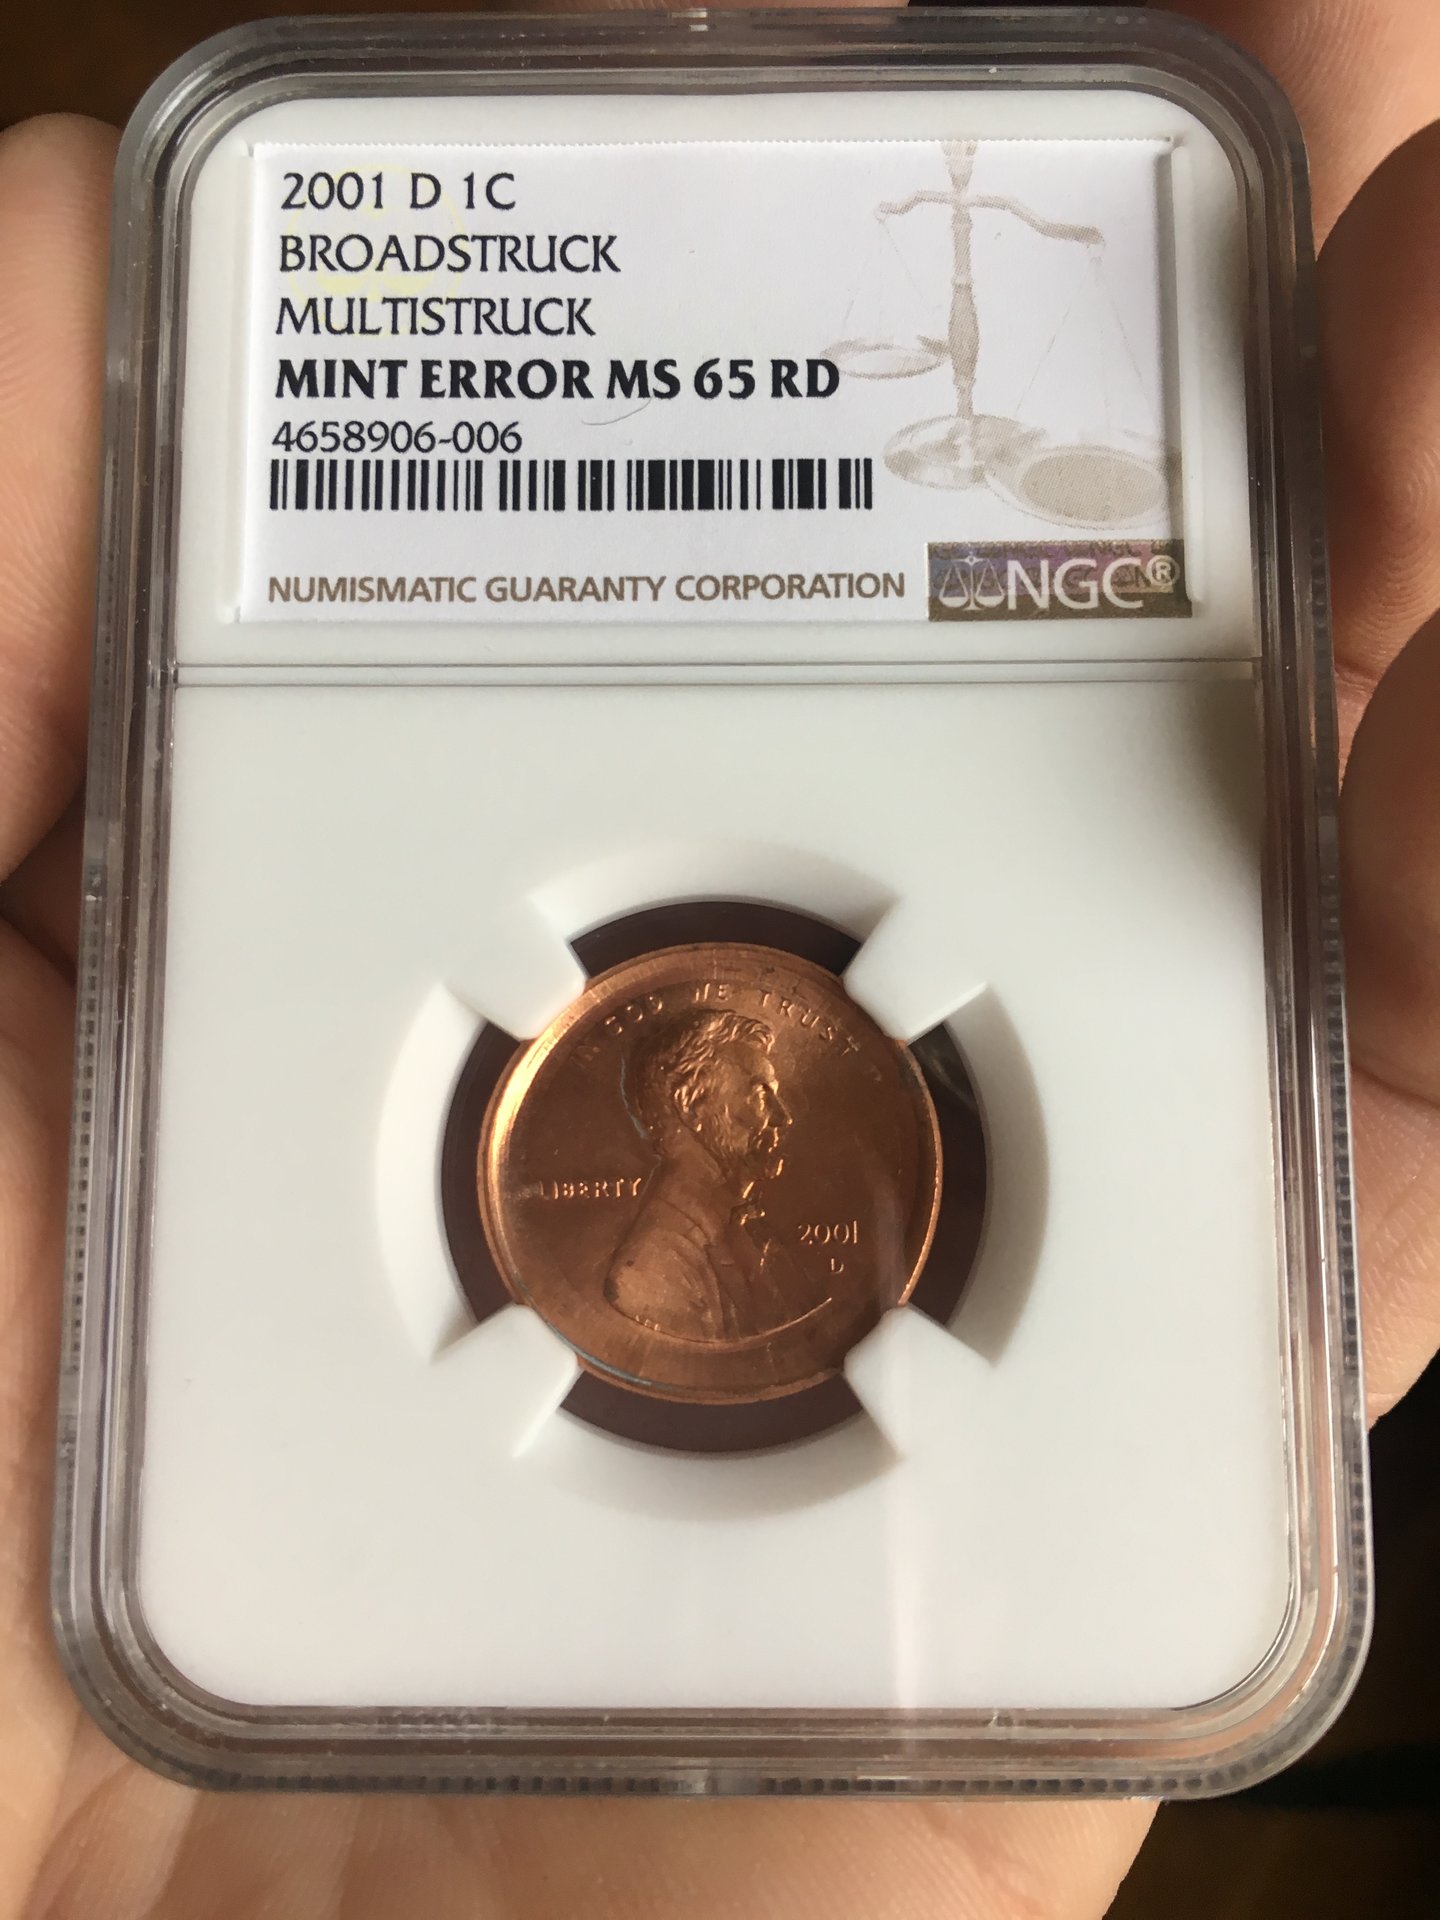 2001 D 1C
BROADSTRUCK
MULTISTRUCK
MINT ERROR MS 65 RD
4658906-006
NUMISMATIC GUARANTY CORPORATION
NGC®
IN GOD WE TRUST
LIBERTY
2001
D